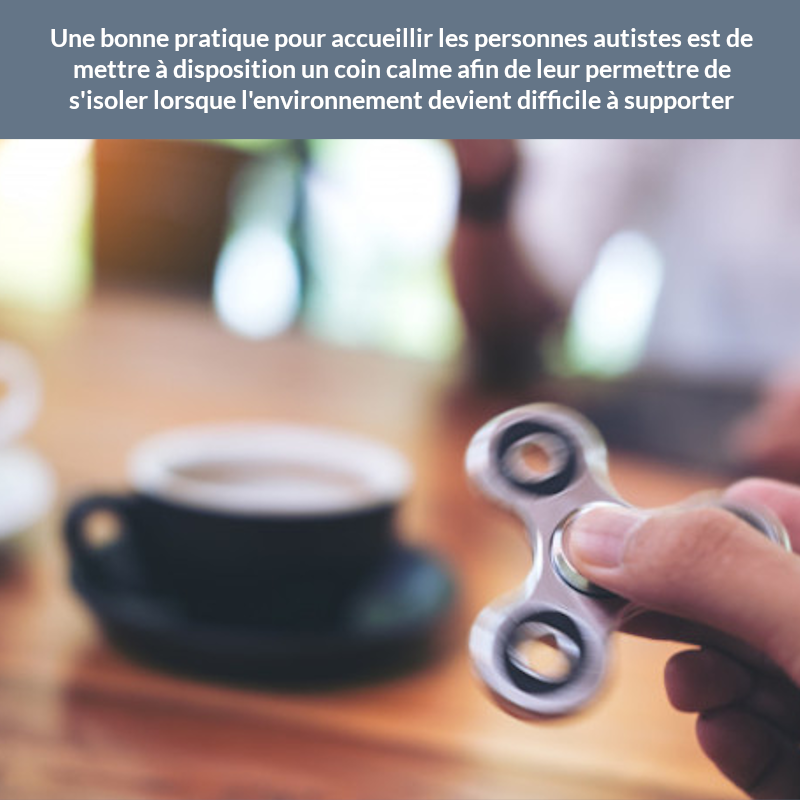 Une bonne pratique pour accueillir les personnes autistes est de
mettre à disposition un coin calme afin de leur permettre de
s'isoler lorsque l'environnement devient difficile à supporter